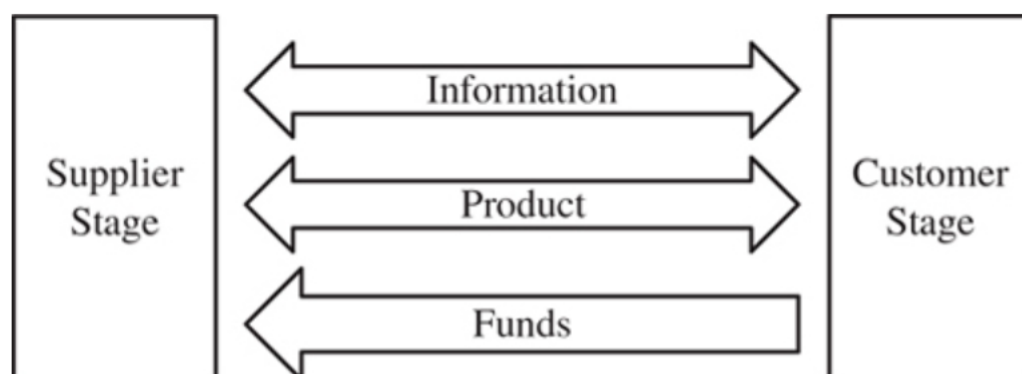 Information
Supplier
Stage
Product
Customer
Stage
Funds